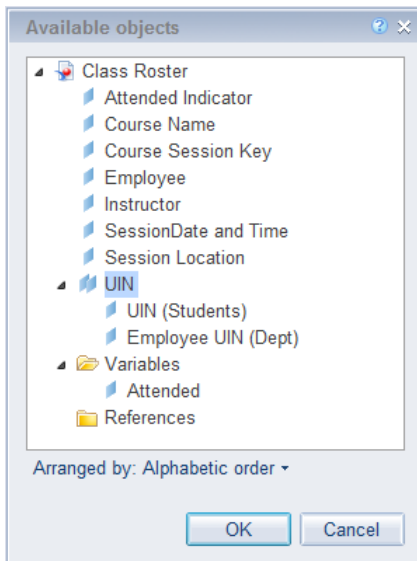 Available objects
Class Roster
Attended Indicator
Course Name
Course Session Key
Employee
Instructor
SessionDate and Time
Session Location
UIN
UIN (Students)
Employee UIN (Dept)
Variables
Attended
References
Arranged by: Alphabetic order
OK Cancel